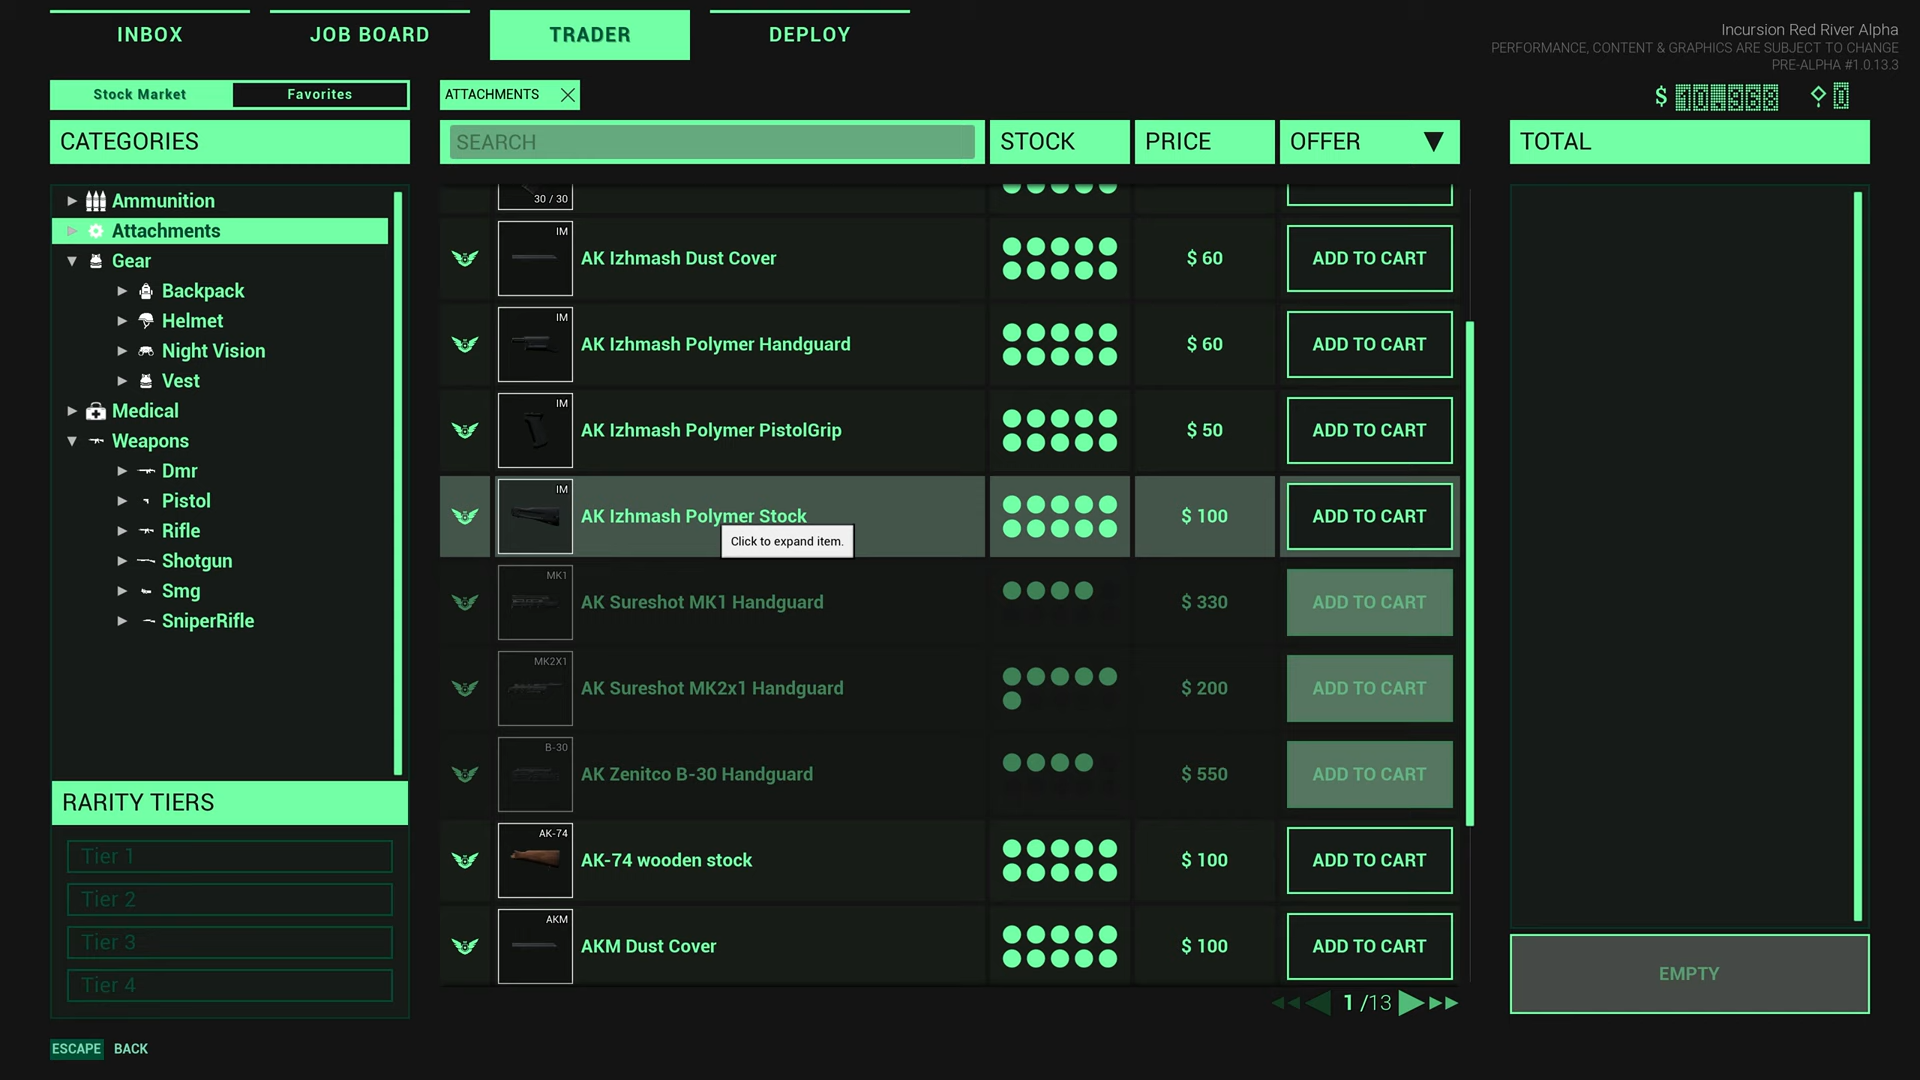 INBOX
JOB BOARD
TRADER
DEPLOY
Incursion Red River Alpha
PERFORMANCE, CONTENT & GRAPHICS ARE SUBJECT TO CHANGE
PRE-ALPHA #1.0.13.3
Stock Market
Favorites
ATTACHMENTS
$ 10.968
0
CATEGORIES
SEARCH
STOCK
PRICE
OFFER
TOTAL
Ammunition
Attachments
Gear
Backpack
Helmet
Night Vision
Vest
Medical
Weapons
Dmr
Pistol
Rifle
Shotgun
Smg
SniperRifle
RARITY TIERS
Tier 1
Tier 2
Tier 3
Tier 4
30 / 30
IM
AK Izhmash Dust Cover
$ 60
ADD TO CART
IM
AK Izhmash Polymer Handguard
$ 60
ADD TO CART
IM
AK Izhmash Polymer PistolGrip
$ 50
ADD TO CART
IM
AK Izhmash Polymer Stock
$ 100
ADD TO CART
Click to expand item.
MK1
AK Sureshot MK1 Handguard
$ 330
ADD TO CART
MK2X1
AK Sureshot MK2x1 Handguard
$ 200
ADD TO CART
B-30
AK Zenitco B-30 Handguard
$ 550
ADD TO CART
AK-74
AK-74 wooden stock
$ 100
ADD TO CART
AKM
AKM Dust Cover
$ 100
ADD TO CART
1 /13
EMPTY
ESCAPE BACK